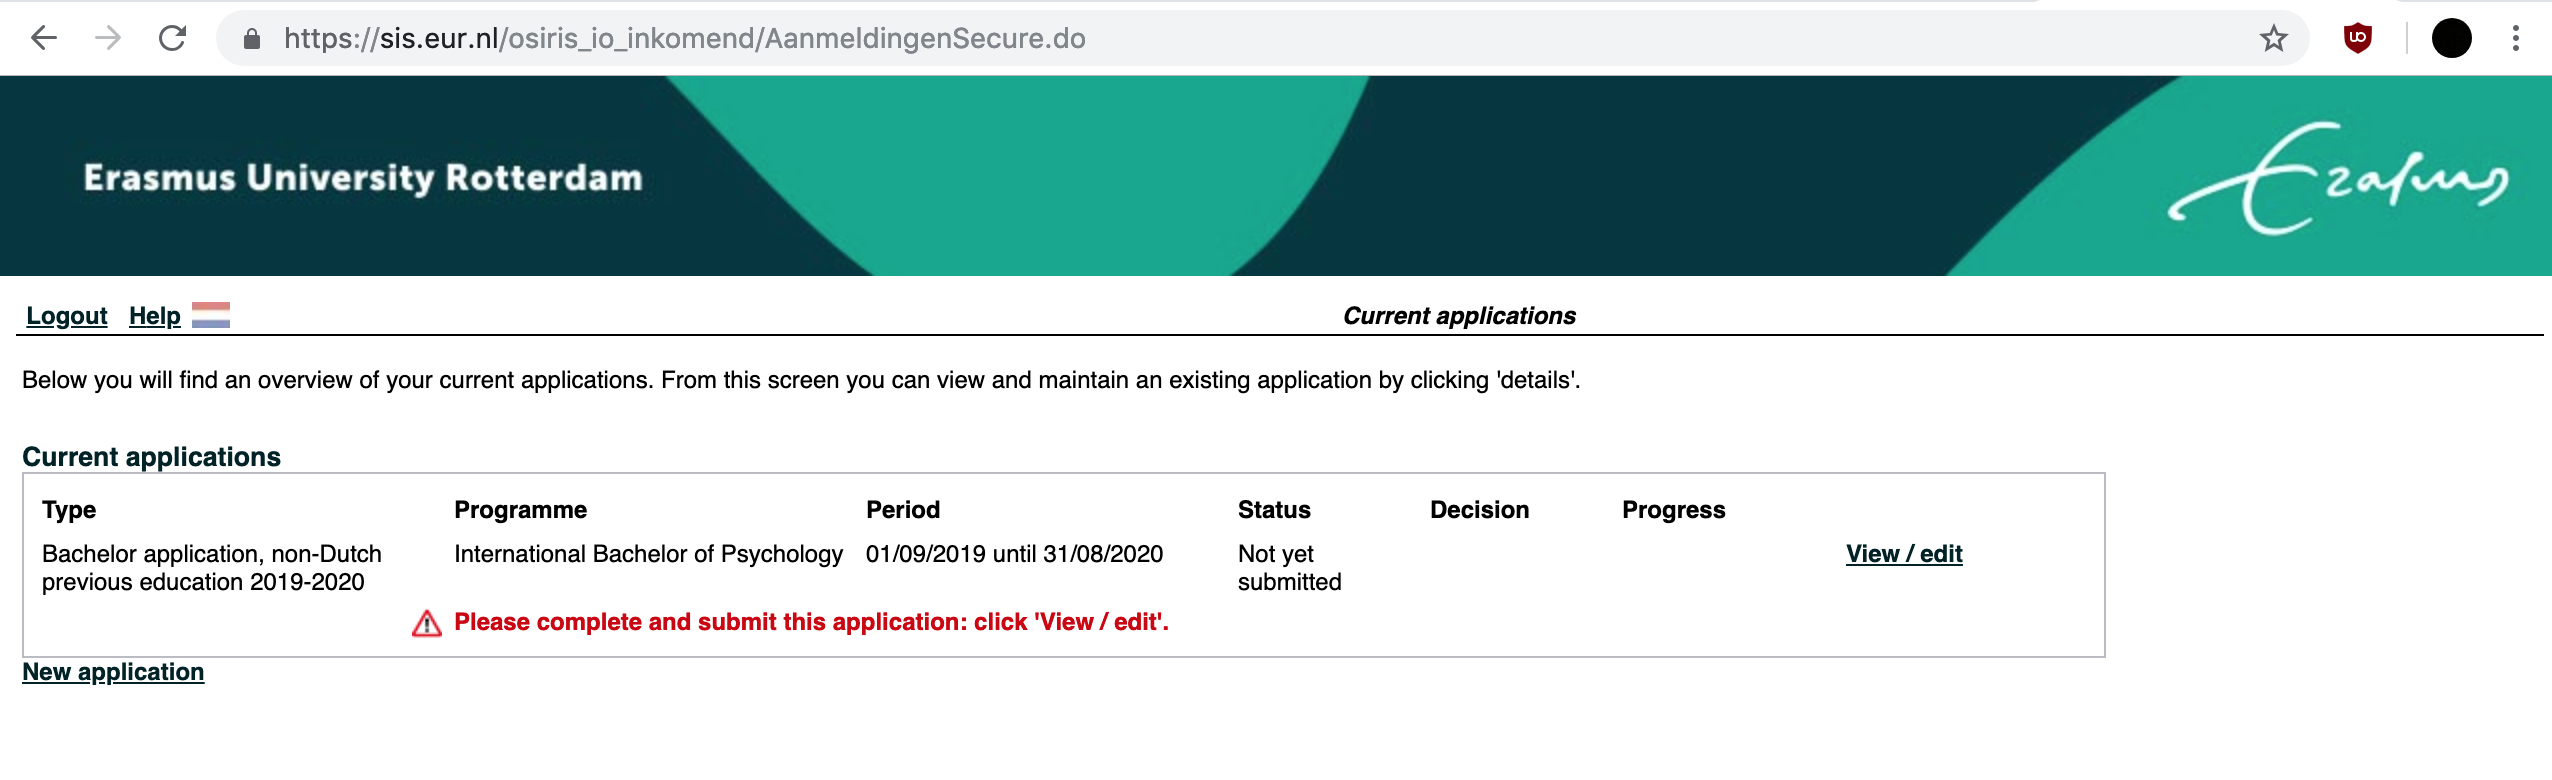 https://sis.eur.nl/osiris_io_inkomend/AanmeldingenSecure.do
Erasmus University Rotterdam
Erasmus
Logout Help
Current applications
Below you will find an overview of your current applications. From this screen you can view and maintain an existing application by clicking 'details'.
Current applications
Type Programme Period Status Decision Progress
Bachelor application, non-Dutch International Bachelor of Psychology 01/09/2019 until 31/08/2020 Not yet View / edit
previous education 2019-2020 submitted
Please complete and submit this application: click 'View / edit'.
New application